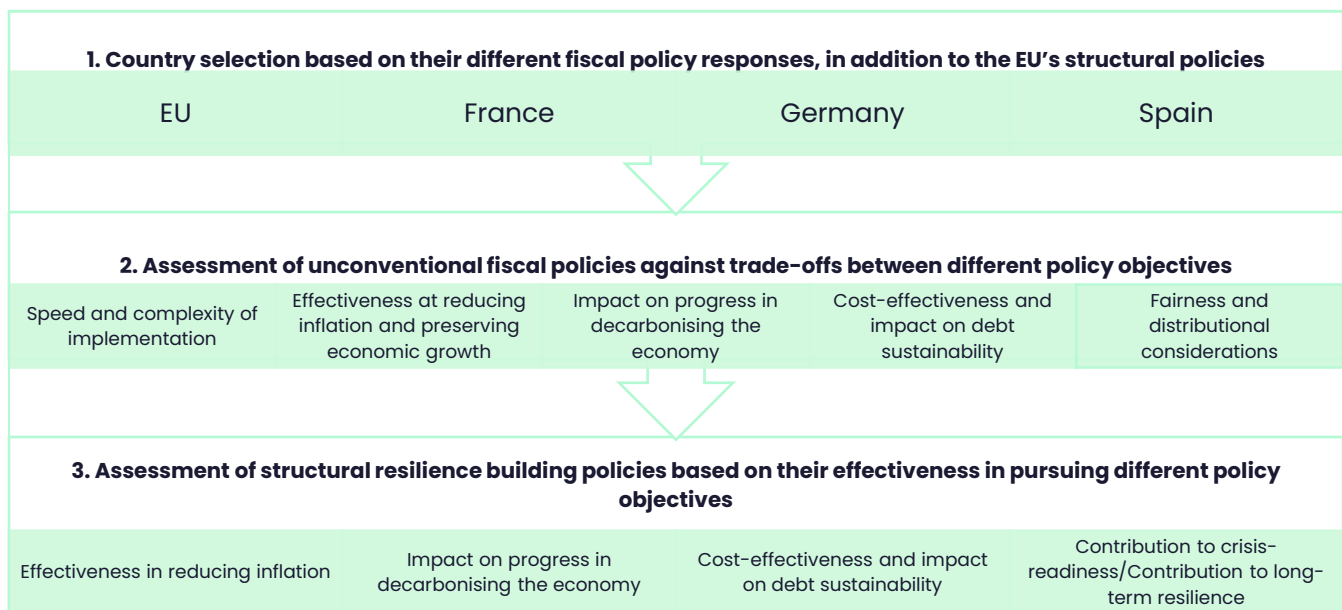 1. Country selection based on their different fiscal policy responses, in addition to the EU’s structural policies
EU
France
Germany
Spain
2. Assessment of unconventional fiscal policies against trade-offs between different policy objectives
Speed and complexity of
implementation
Effectiveness at reducing
inflation and preserving
economic growth
Impact on progress in
decarbonising the
economy
Cost-effectiveness and
impact on debt
sustainability
Fairness and
distributional
considerations
3. Assessment of structural resilience building policies based on their effectiveness in pursuing different policy
objectives
Effectiveness in reducing inflation
Impact on progress in
decarbonising the economy
Cost-effectiveness and impact
on debt sustainability
Contribution to crisis-
readiness/Contribution to long-
term resilience